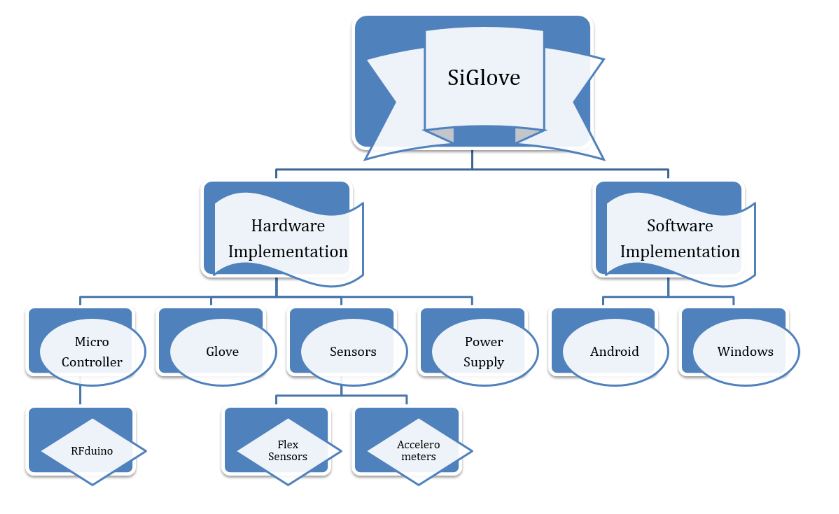 SiGlove
Hardware
Implementation
Software
Implementation
Micro
Controller
Glove
Sensors
Power
Supply
Android
Windows
RFduino
Flex
Sensors
Accelero
meters